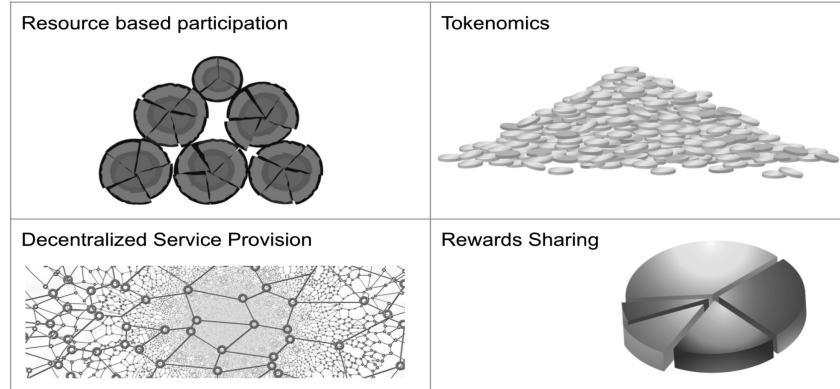 Resource based participation
Tokenomics
Decentralized Service Provision
Rewards Sharing